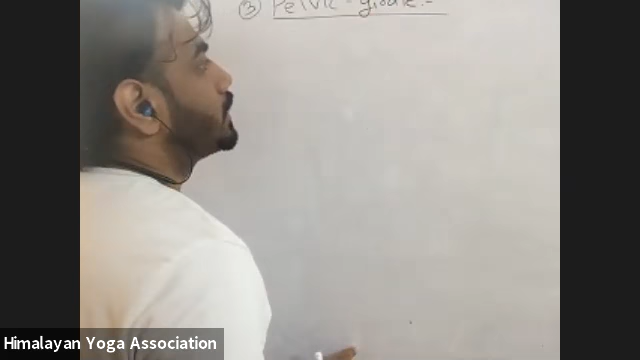 ③ Pelvic - girdle :-
Himalayan Yoga Association